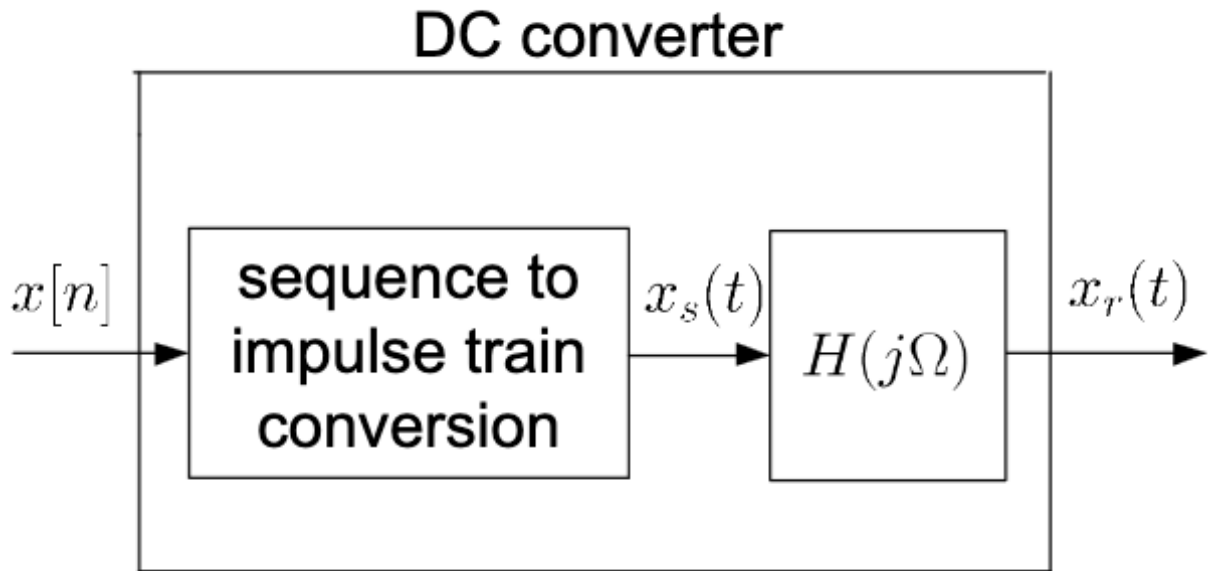 DC converter
x[n]
sequence to
impulse train
conversion
x_s(t)
H(jΩ)
x_r(t)